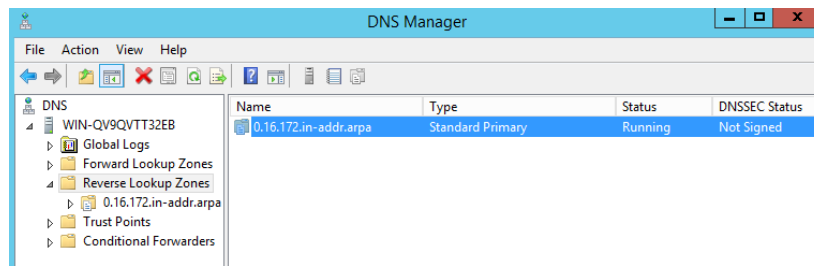 DNS Manager
File Action View Help
DNS
WIN-QV9QVTT32EB
Global Logs
Forward Lookup Zones
Reverse Lookup Zones
0.16.172.in-addr.arpa
Trust Points
Conditional Forwarders
Name Type Status DNSSEC Status
0.16.172.in-addr.arpa Standard Primary Running Not Signed